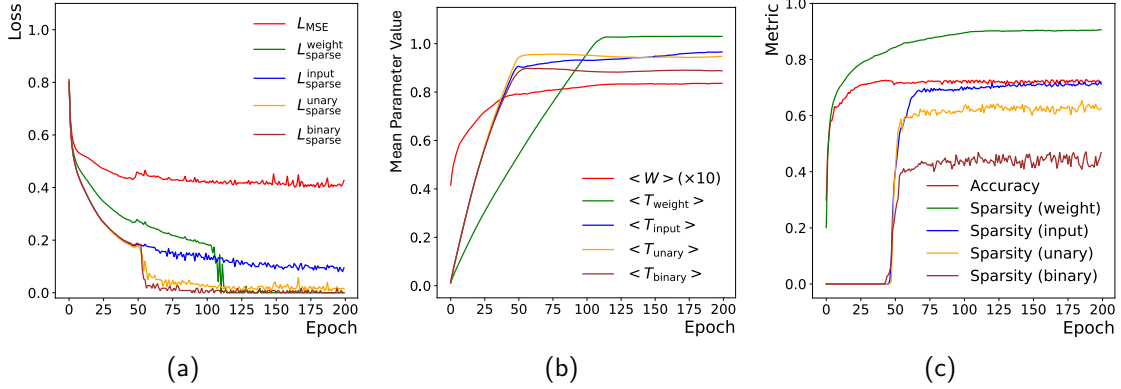 Loss
1.0
0.8
0.6
0.4
0.2
0.0
0 25 50 75 100 125 150 175 200
Epoch
L_MSE
L_sparse^weight
L_sparse^input
L_sparse^unary
L_sparse^binary
(a)
Mean Parameter Value
1.0
0.8
0.6
0.4
0.2
0.0
0 25 50 75 100 125 150 175 200
Epoch
< W > (×10)
< T_weight >
< T_input >
< T_unary >
< T_binary >
(b)
Metric
1.0
0.8
0.6
0.4
0.2
0.0
0 25 50 75 100 125 150 175 200
Epoch
Accuracy
Sparsity (weight)
Sparsity (input)
Sparsity (unary)
Sparsity (binary)
(c)